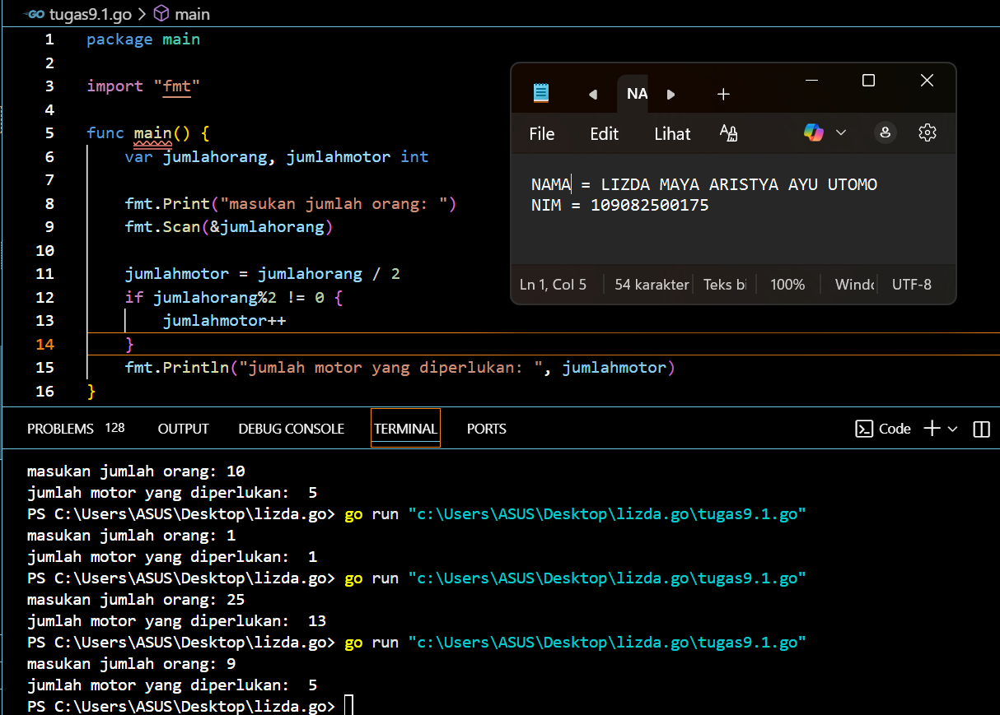 GO tugas9.1.go > main
1 package main
2
3 import "fmt"
4
5 func main() {
6 var jumlahorang, jumlahmotor int
7
8 fmt.Print("masukan jumlah orang: ")
9 fmt.Scan(&jumlahorang)
10
11 jumlahmotor = jumlahorang / 2
12 if jumlahorang%2 != 0 {
13 jumlahmotor++
14 }
15 fmt.Println("jumlah motor yang diperlukan: ", jumlahmotor)
16 }
NA
File Edit Lihat
NAMA = LIZDA MAYA ARISTYA AYU UTOMO
NIM = 109082500175
Ln 1, Col 5 54 karakter Teks bi 100% Windo UTF-8
PROBLEMS 128 OUTPUT DEBUG CONSOLE TERMINAL PORTS Code
masukan jumlah orang: 10
jumlah motor yang diperlukan:  5
PS C:\Users\ASUS\Desktop\lizda.go> go run "c:\Users\ASUS\Desktop\lizda.go\tugas9.1.go"
masukan jumlah orang: 1
jumlah motor yang diperlukan:  1
PS C:\Users\ASUS\Desktop\lizda.go> go run "c:\Users\ASUS\Desktop\lizda.go\tugas9.1.go"
masukan jumlah orang: 25
jumlah motor yang diperlukan:  13
PS C:\Users\ASUS\Desktop\lizda.go> go run "c:\Users\ASUS\Desktop\lizda.go\tugas9.1.go"
masukan jumlah orang: 9
jumlah motor yang diperlukan:  5
PS C:\Users\ASUS\Desktop\lizda.go>